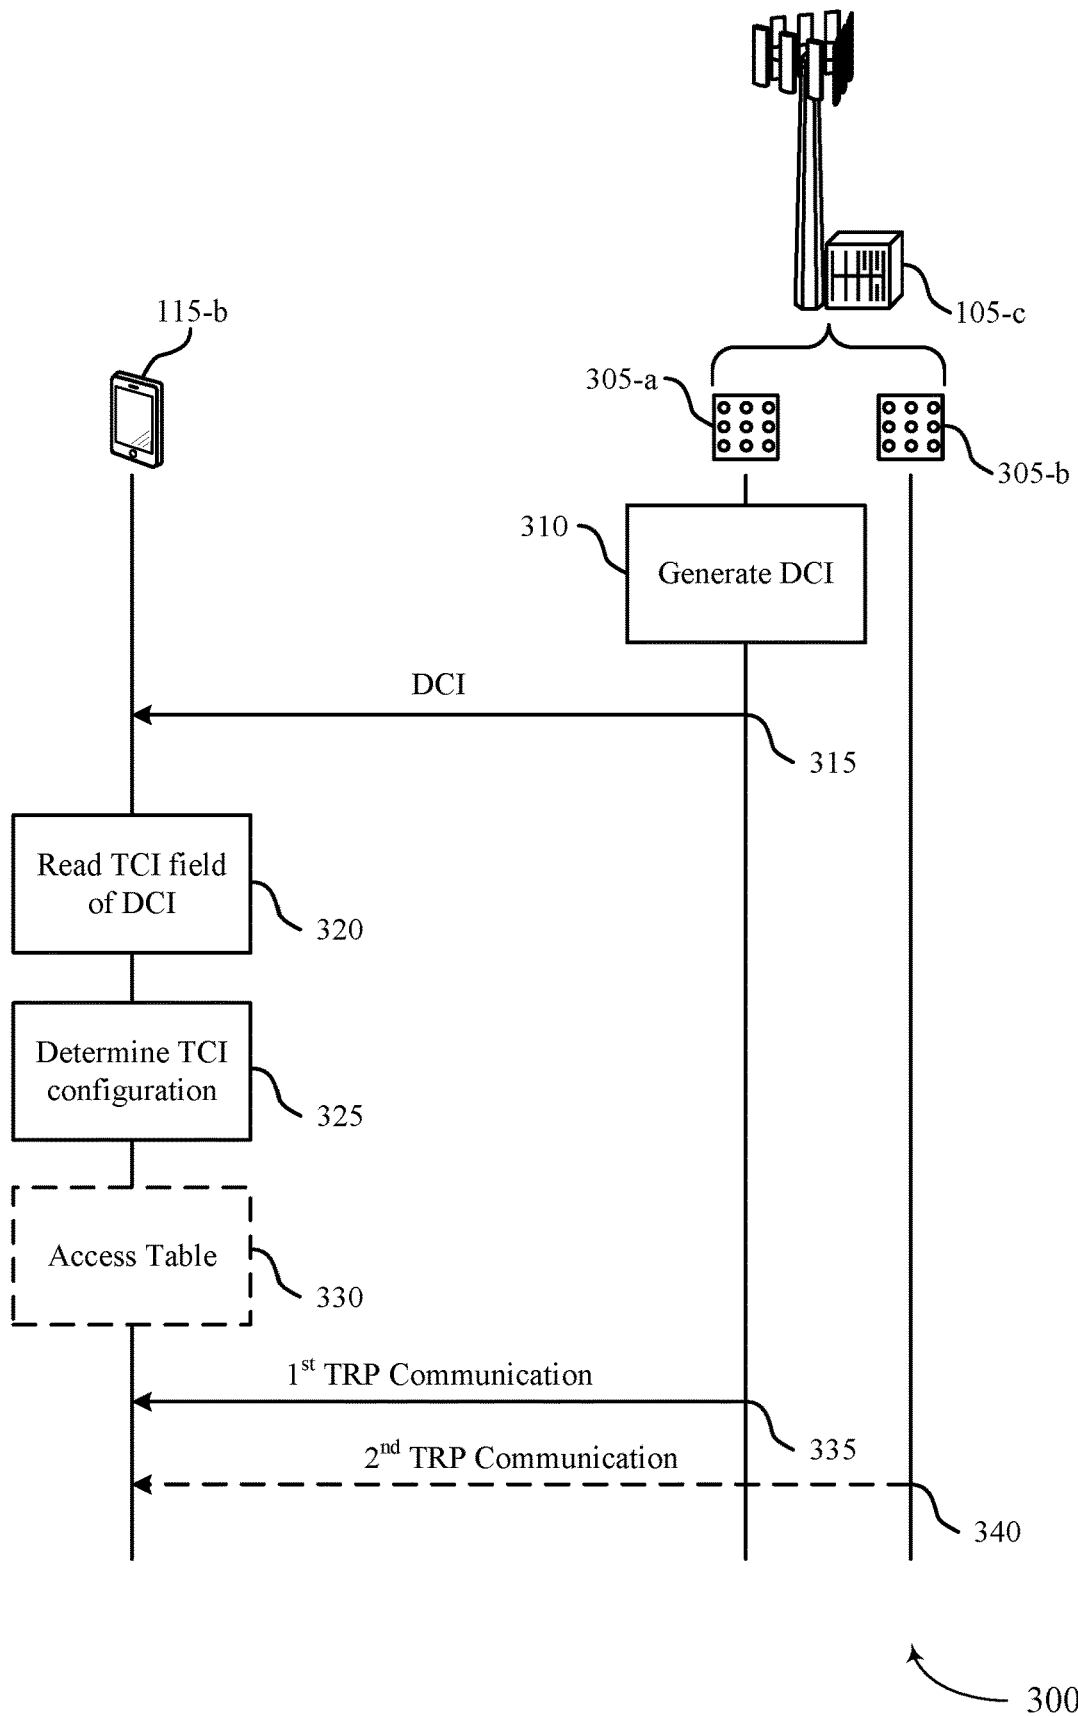 105-c
115-b
305-a
305-b
310
Generate DCI
DCI
315
Read TCI field
of DCI
320
Determine TCI
configuration
325
Access Table
330
1st TRP Communication
335
2nd TRP Communication
340
300